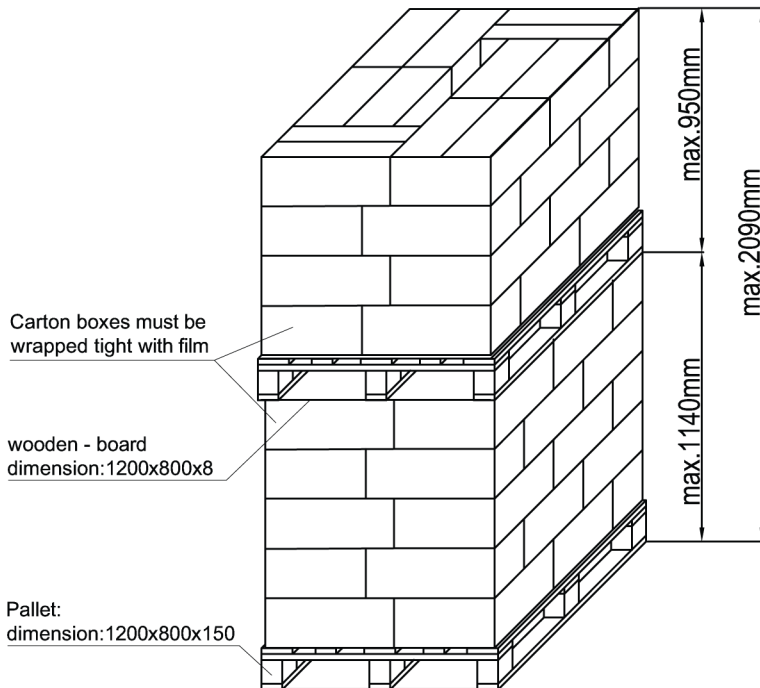 max.950mm
max.2090mm
Carton boxes must be
wrapped tight with film
max.1140mm
wooden - board
dimension:1200x800x8
Pallet:
dimension:1200x800x150